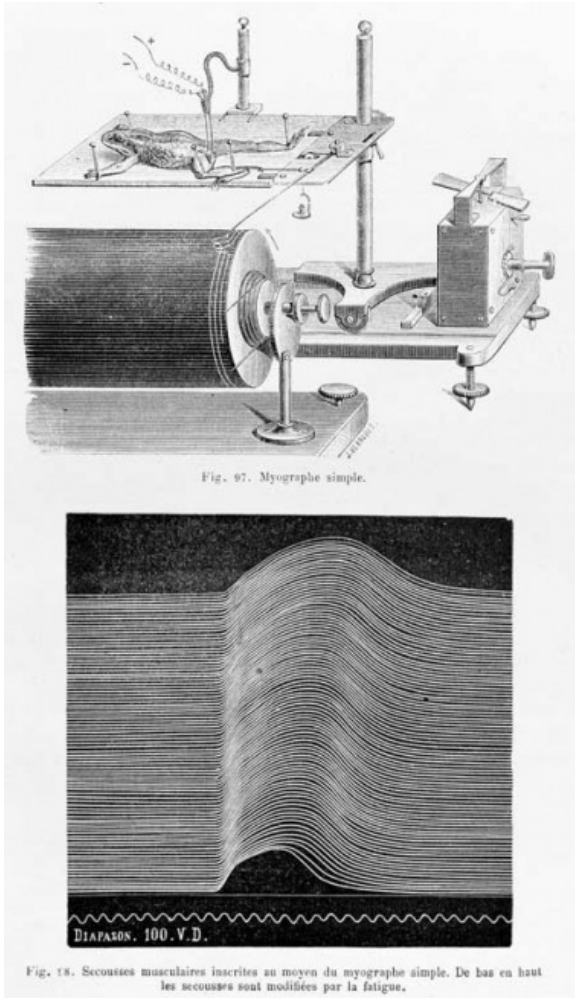 +
−
Fig. 97. Myographe simple.
DIAPAZON. 100.V.D.
Fig. 98. Secousses musculaires inscrites au moyen du myographe simple. De bas en haut
les secousses sont modifiées par la fatigue.